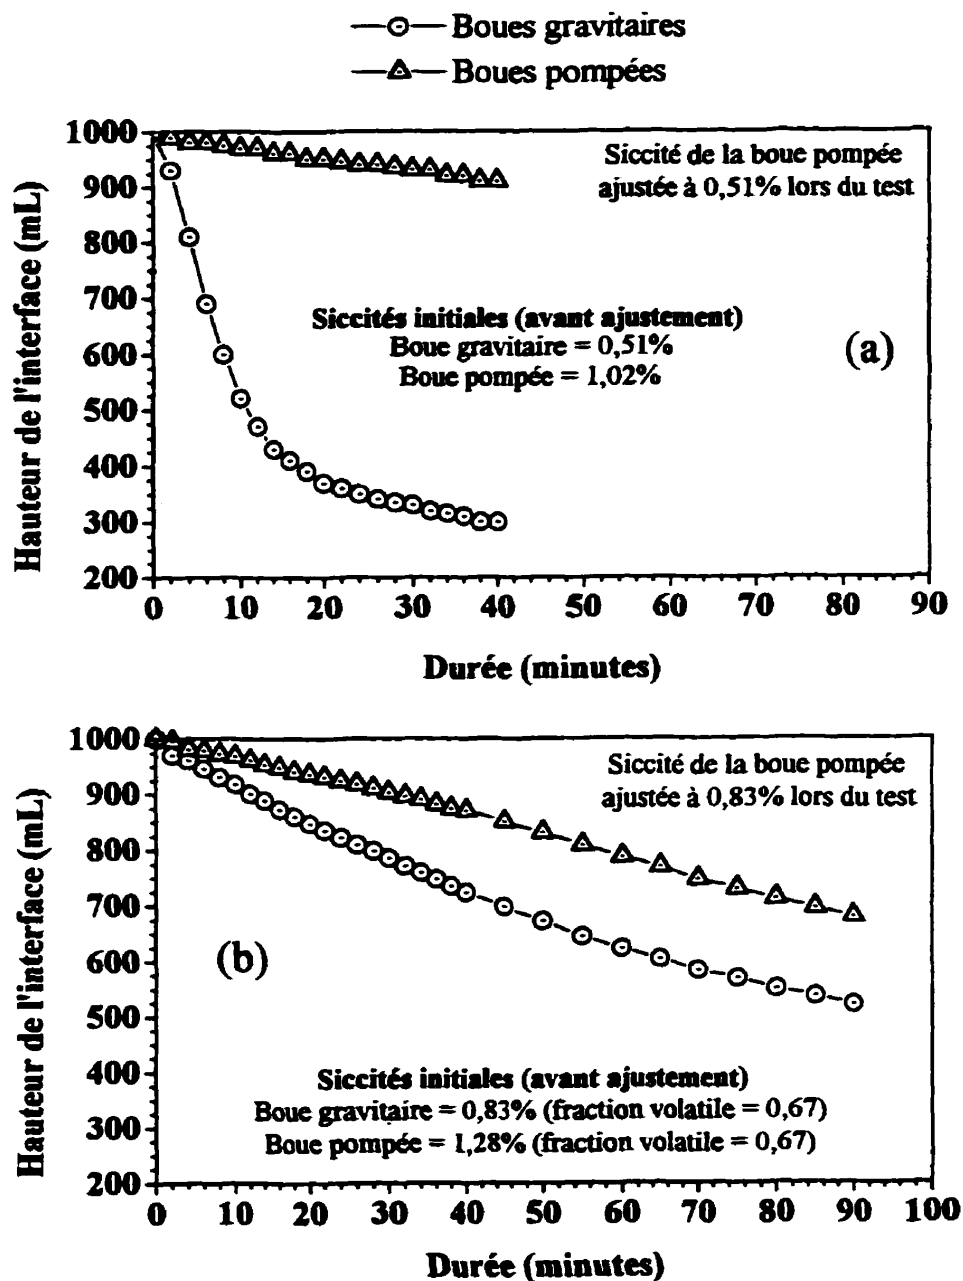 Boues gravitaires
Boues pompées
1000
900
800
700
600
500
400
300
200
Hauteur de l'interface (mL)
Siccité de la boue pompée
ajustée à 0,51% lors du test
Siccités initiales (avant ajustement)
Boue gravitaire = 0,51%
Boue pompée = 1,02%
(a)
0 10 20 30 40 50 60 70 80 90
Durée (minutes)
1000
900
800
700
600
500
400
300
200
Hauteur de l'interface (mL)
Siccité de la boue pompée
ajustée à 0,83% lors du test
(b)
Siccités initiales (avant ajustement)
Boue gravitaire = 0,83% (fraction volatile = 0,67)
Boue pompée = 1,28% (fraction volatile = 0,67)
0 10 20 30 40 50 60 70 80 90 100
Durée (minutes)